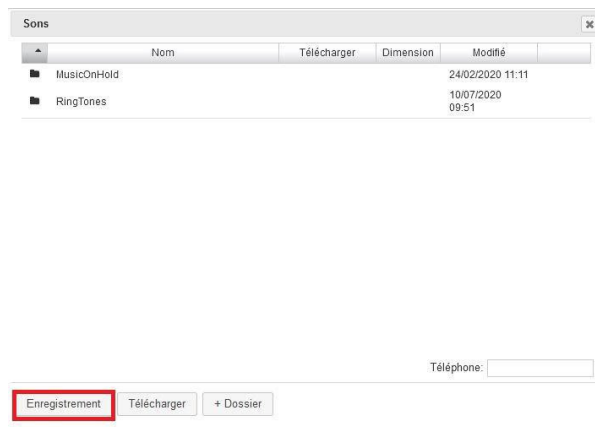 Sons
Nom Télécharger Dimension Modifié
MusicOnHold 24/02/2020 11:11
RingTones 10/07/2020
09:51
Téléphone:
Enregistrement Télécharger + Dossier